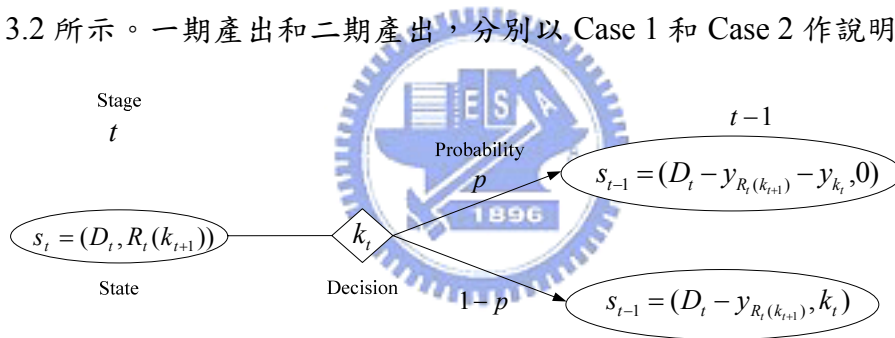 3.2 所示。一期產出和二期產出，分別以 Case 1 和 Case 2 作說明
Stage
t
t−1
E S A
Probability
p
s_{t−1} = (D_t − y_{R_t(k_{t+1})} − y_{k_t}, 0)
1896
s_t = (D_t, R_t(k_{t+1}))
k_t
State
Decision
1−p
s_{t−1} = (D_t − y_{R_t(k_{t+1})}, k_t)